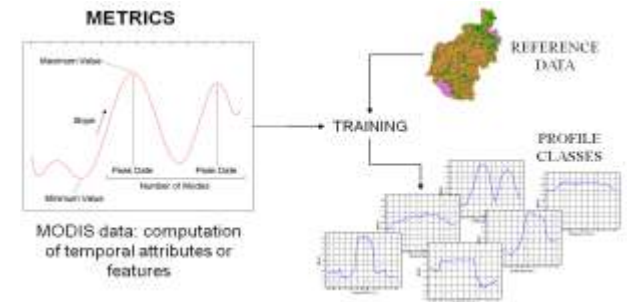 METRICS
Maximum Value
Slope
Peak Date
Peak Date
Number of Modes
Minimum Value
MODIS data: computation
of temporal attributes or
features
TRAINING
REFERENCE
DATA
PROFILE
CLASSES